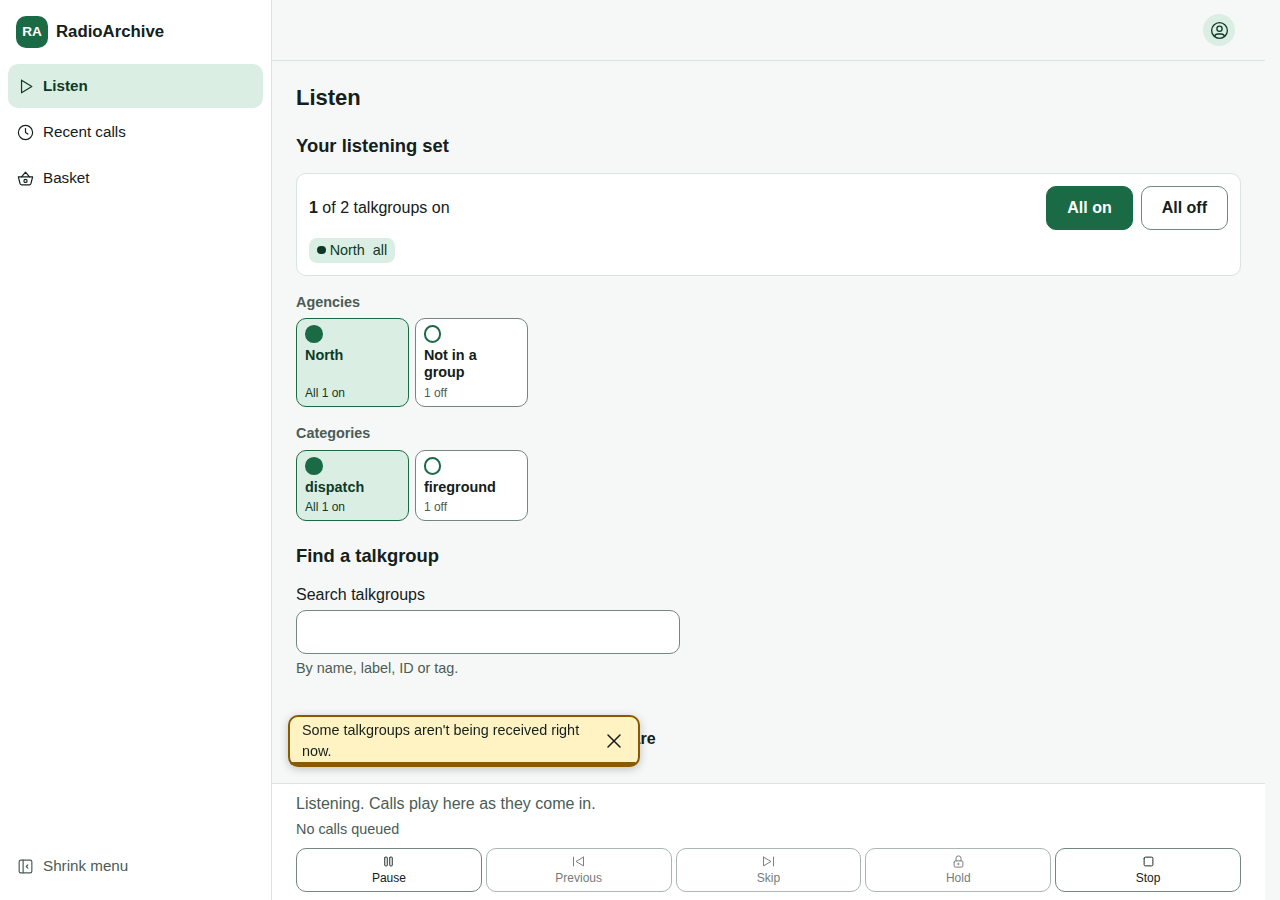 RA RadioArchive
Listen
Recent calls
Basket
Shrink menu
Listen
Your listening set
1 of 2 talkgroups on
All on
All off
North all
Agencies
North
All 1 on
Not in a
group
1 off
Categories
dispatch
All 1 on
fireground
1 off
Find a talkgroup
Search talkgroups
By name, label, ID or tag.
Some talkgroups aren't being received right
now.
Listening. Calls play here as they come in.
No calls queued
Pause
Previous
Skip
Hold
Stop